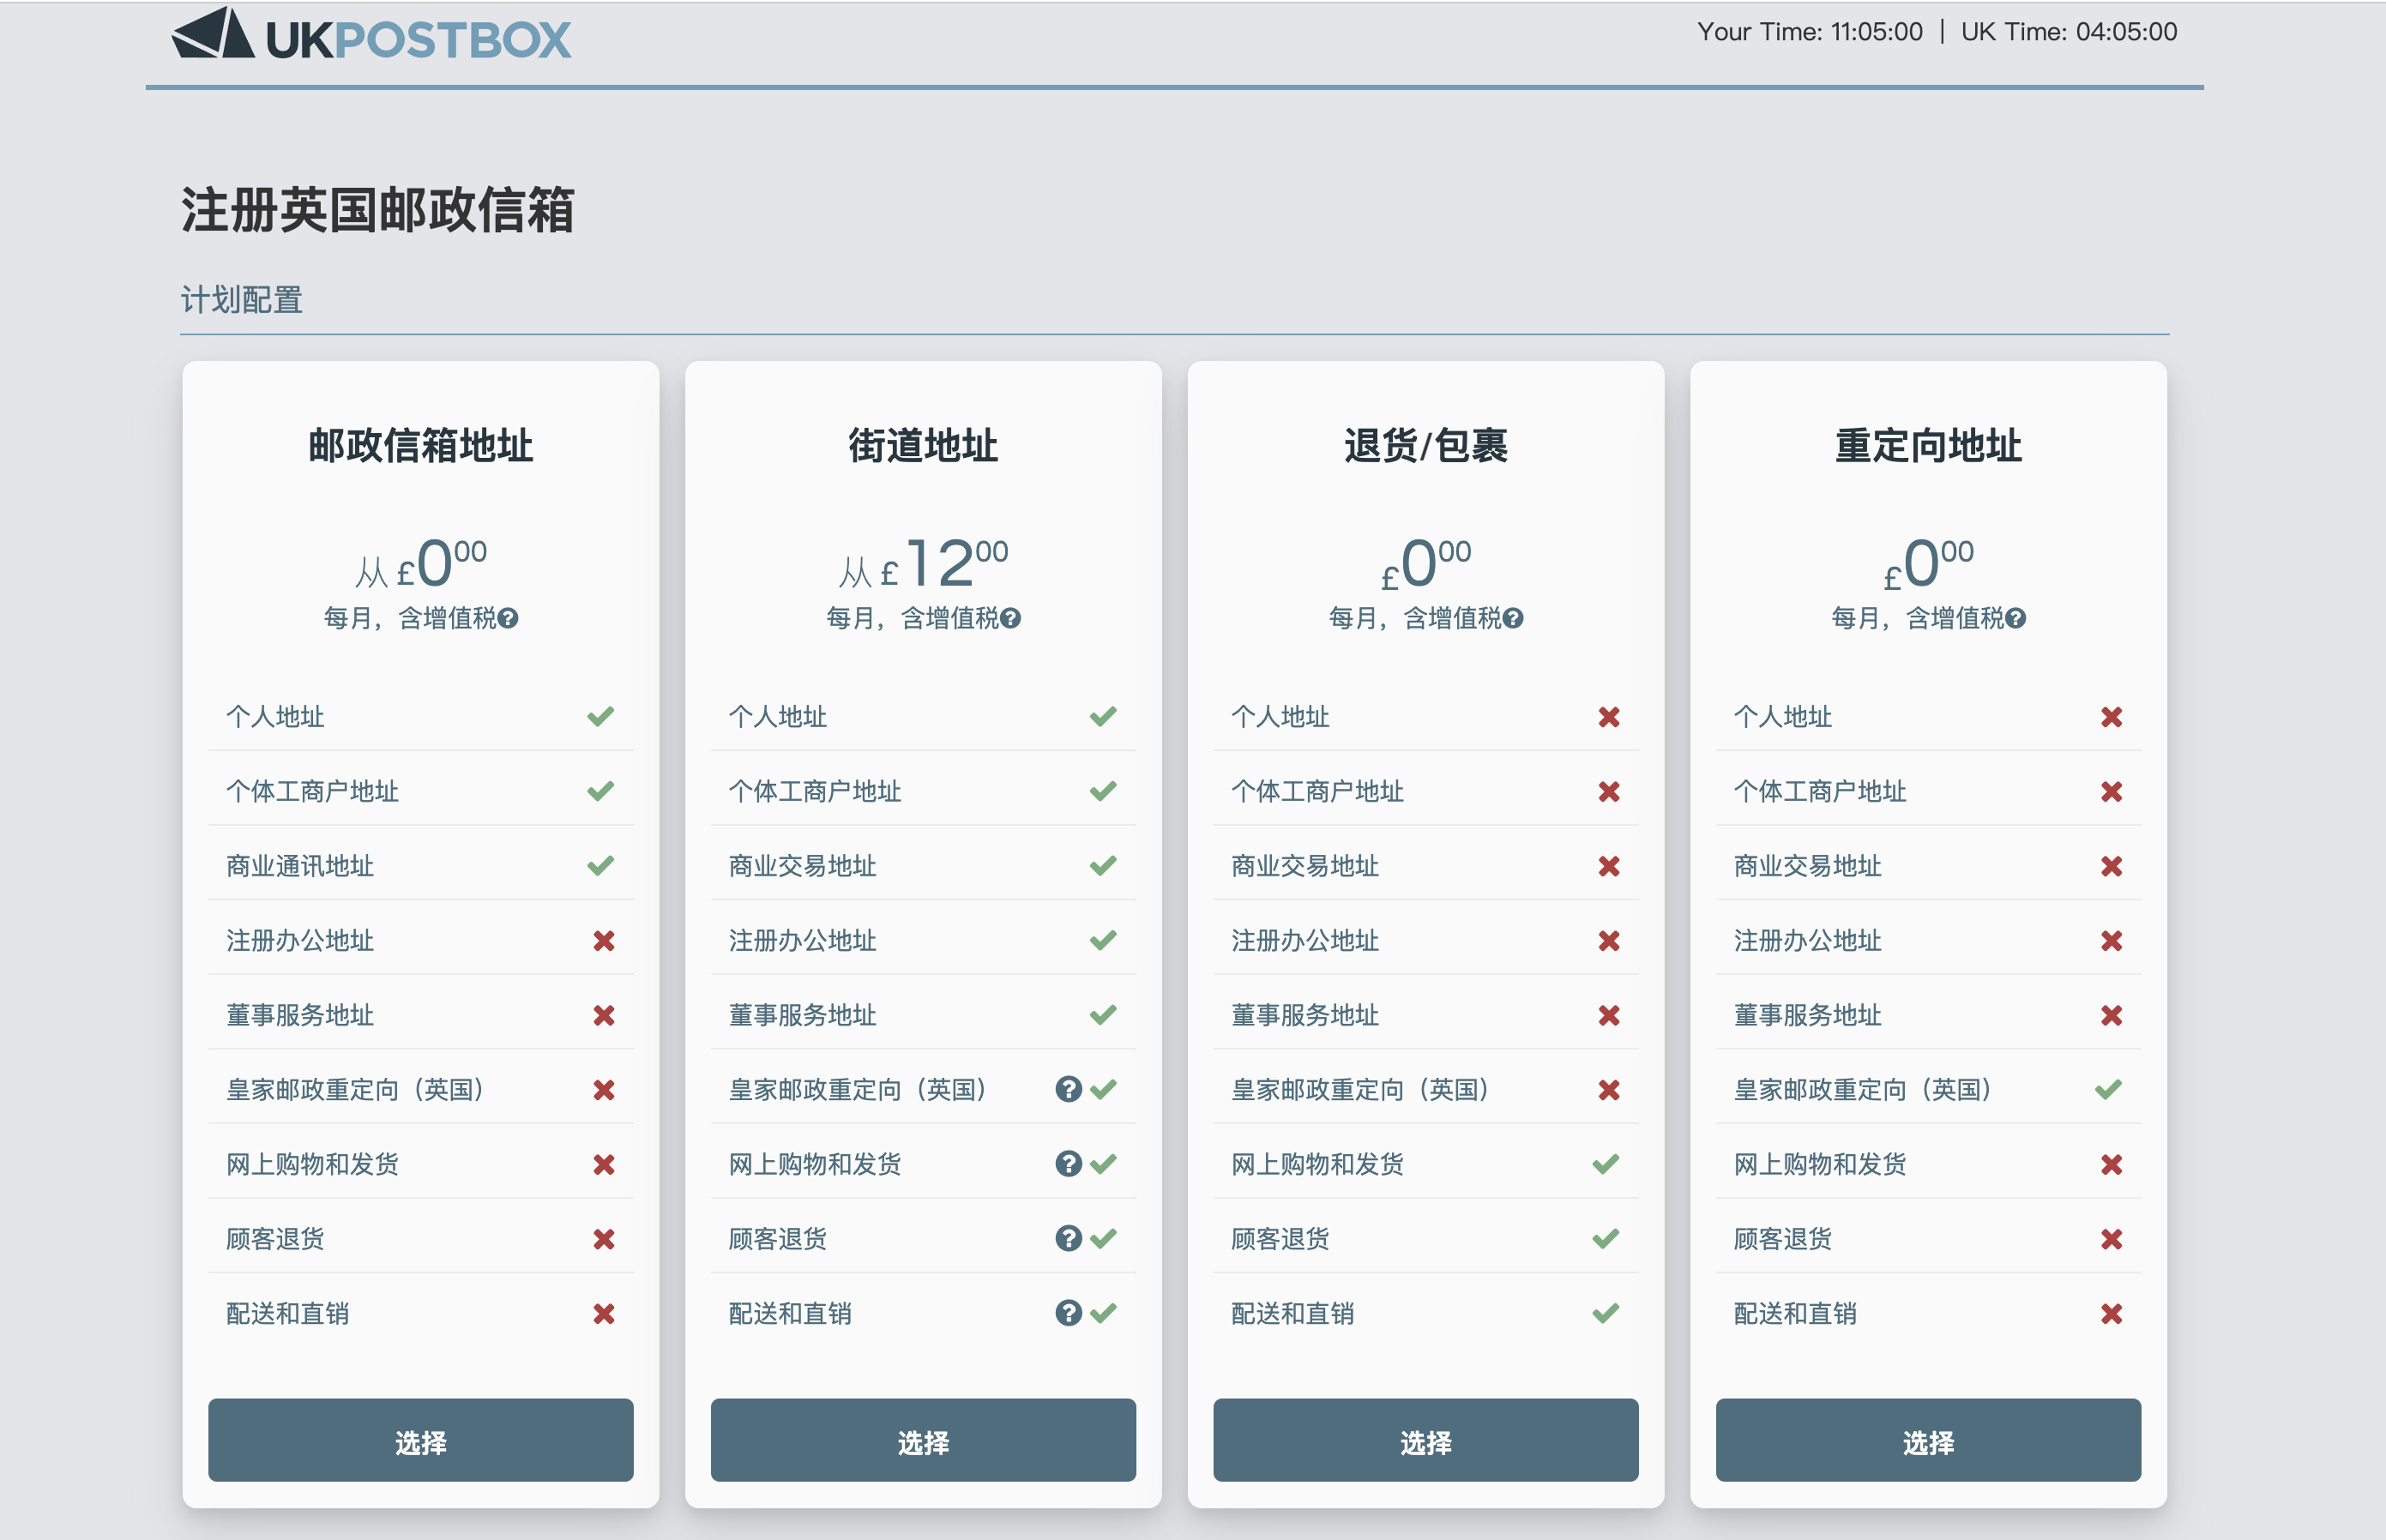 UKPOSTBOX
Your Time: 11:05:00 | UK Time: 04:05:00
注册英国邮政信箱
计划配置
邮政信箱地址
从 £000
每月，含增值税?
个人地址
个体工商户地址
商业通讯地址
注册办公地址
董事服务地址
皇家邮政重定向（英国）
网上购物和发货
顾客退货
配送和直销
选择
街道地址
从 £1200
每月，含增值税?
个人地址
个体工商户地址
商业交易地址
注册办公地址
董事服务地址
皇家邮政重定向（英国） ?
网上购物和发货 ?
顾客退货 ?
配送和直销 ?
选择
退货/包裹
£000
每月，含增值税?
个人地址
个体工商户地址
商业交易地址
注册办公地址
董事服务地址
皇家邮政重定向（英国）
网上购物和发货
顾客退货
配送和直销
选择
重定向地址
£000
每月，含增值税?
个人地址
个体工商户地址
商业交易地址
注册办公地址
董事服务地址
皇家邮政重定向（英国）
网上购物和发货
顾客退货
配送和直销
选择